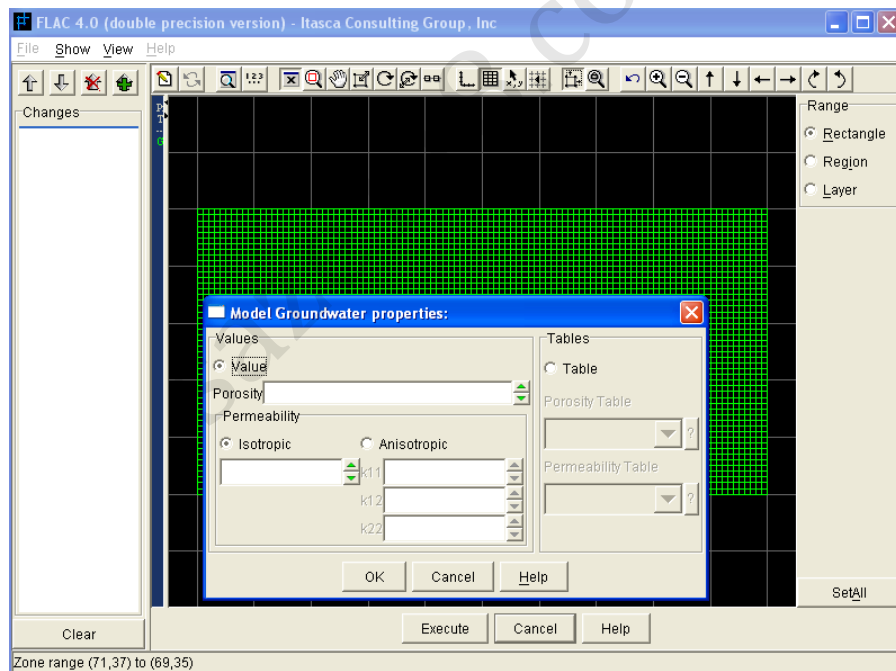 FLAC 4.0 (double precision version) - Itasca Consulting Group, Inc
File Show View Help
Changes
Range
Rectangle
Region
Layer
Model Groundwater properties:
Values
Value
Porosity
Permeability
Isotropic
Anisotropic
k11
k12
k22
Tables
Table
Porosity Table
?
Permeability Table
?
OK Cancel Help
SetAll
Clear
Execute Cancel Help
Zone range (71,37) to (69,35)